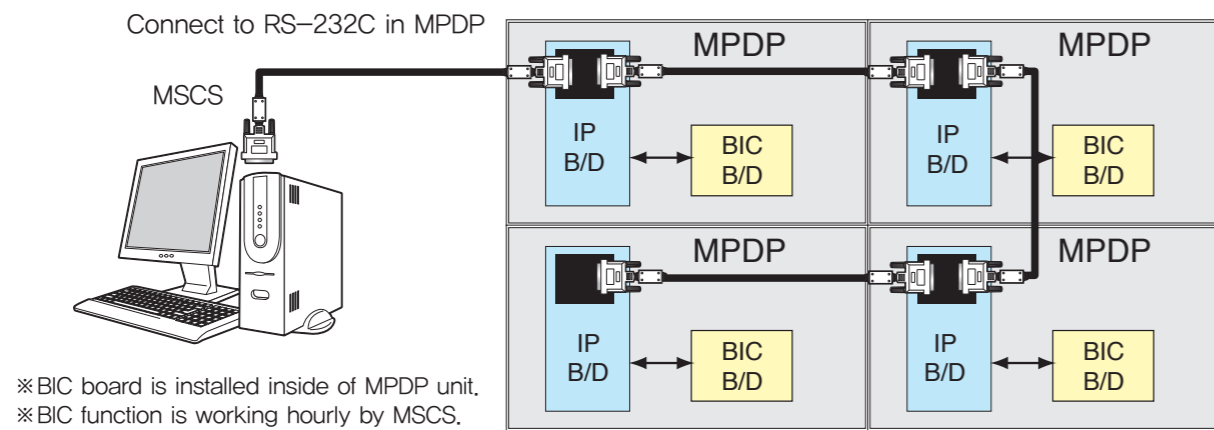 Connect to RS-232C in MPDP
MSCS
MPDP
IP
B/D
BIC
B/D
MPDP
IP
B/D
BIC
B/D
MPDP
IP
B/D
BIC
B/D
MPDP
IP
B/D
BIC
B/D
※BIC board is installed inside of MPDP unit.
※BIC function is working hourly by MSCS.